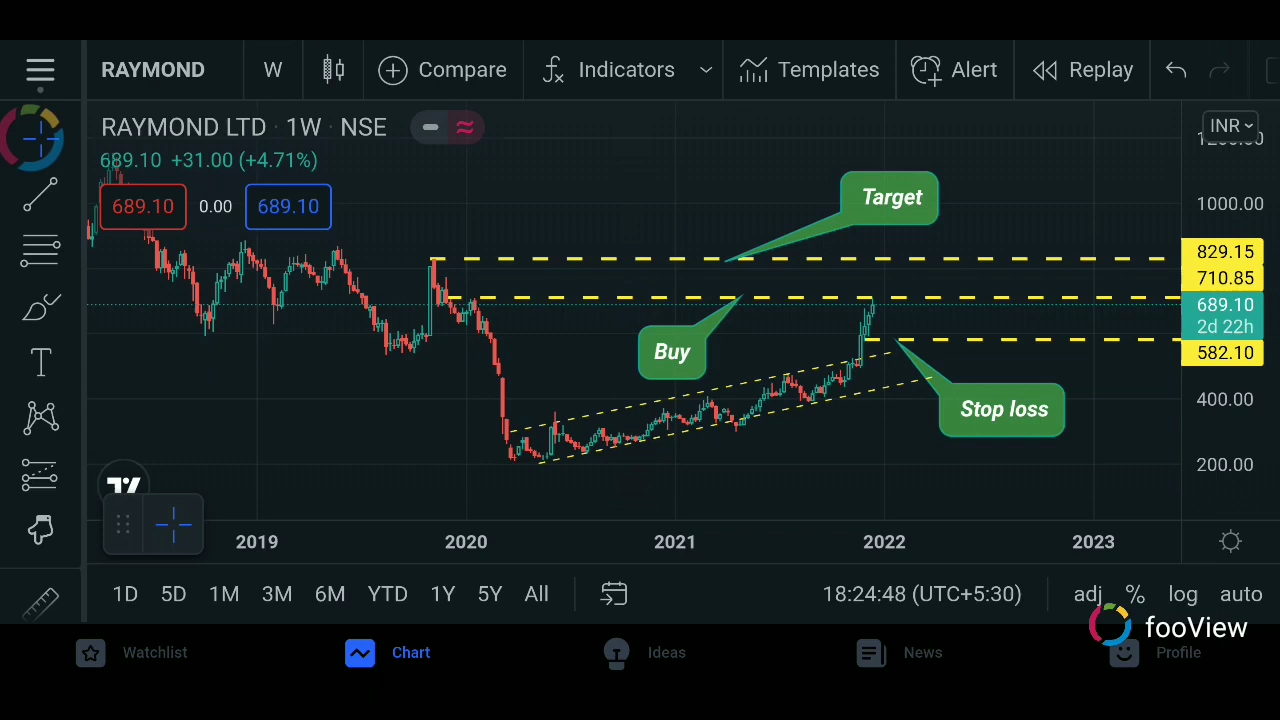 RAYMOND W Compare Indicators Templates Alert Replay
RAYMOND LTD · 1W · NSE
INR
689.10 +31.00 (+4.71%)
689.10 0.00 689.10
1000.00
Target
829.15
710.85
689.10
2d 22h
Buy
582.10
Stop loss
400.00
200.00
2019 2020 2021 2022 2023
1D 5D 1M 3M 6M YTD 1Y 5Y All 18:24:48 (UTC+5:30) adj % log auto
fooView
Watchlist Chart Ideas News Profile